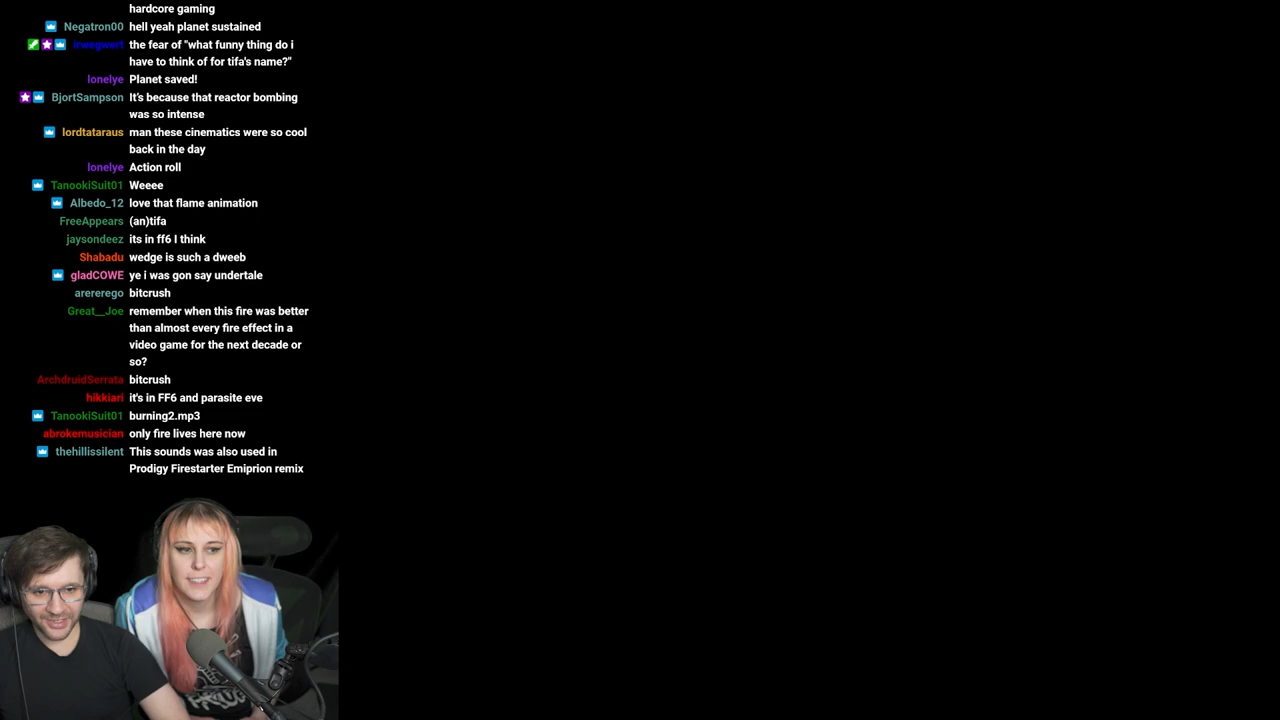 hardcore gaming
Negatron00 hell yeah planet sustained
irwegwert the fear of "what funny thing do i
have to think of for tifa's name?"
lonelye Planet saved!
BjortSampson It's because that reactor bombing
was so intense
lordtataraus man these cinematics were so cool
back in the day
lonelye Action roll
TanookiSuit01 Weeee
Albedo_12 love that flame animation
FreeAppears (an)tifa
jaysondeez its in ff6 I think
Shabadu wedge is such a dweeb
gladCOWE ye i was gon say undertale
arererego bitcrush
Great__Joe remember when this fire was better
than almost every fire effect in a
video game for the next decade or
so?
ArchdruidSerrata bitcrush
hikkiari it's in FF6 and parasite eve
TanookiSuit01 burning2.mp3
abrokemusician only fire lives here now
thehillissilent This sounds was also used in
Prodigy Firestarter Emiprion remix